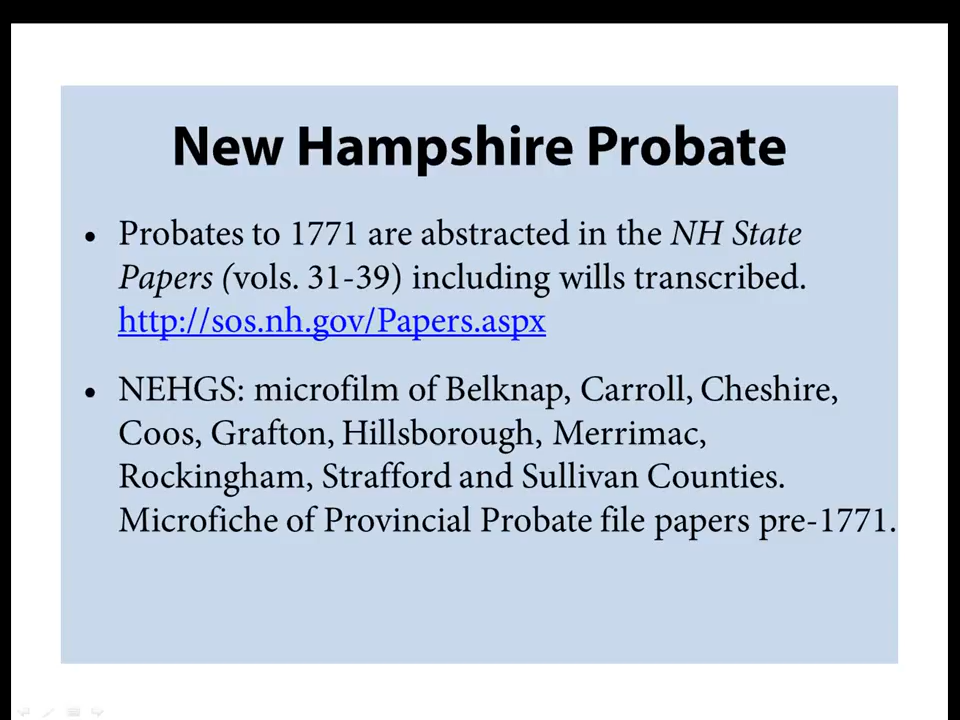 New Hampshire Probate
• Probates to 1771 are abstracted in the NH State
Papers (vols. 31-39) including wills transcribed.
http://sos.nh.gov/Papers.aspx
• NEHGS: microfilm of Belknap, Carroll, Cheshire,
Coos, Grafton, Hillsborough, Merrimac,
Rockingham, Strafford and Sullivan Counties.
Microfiche of Provincial Probate file papers pre-1771.